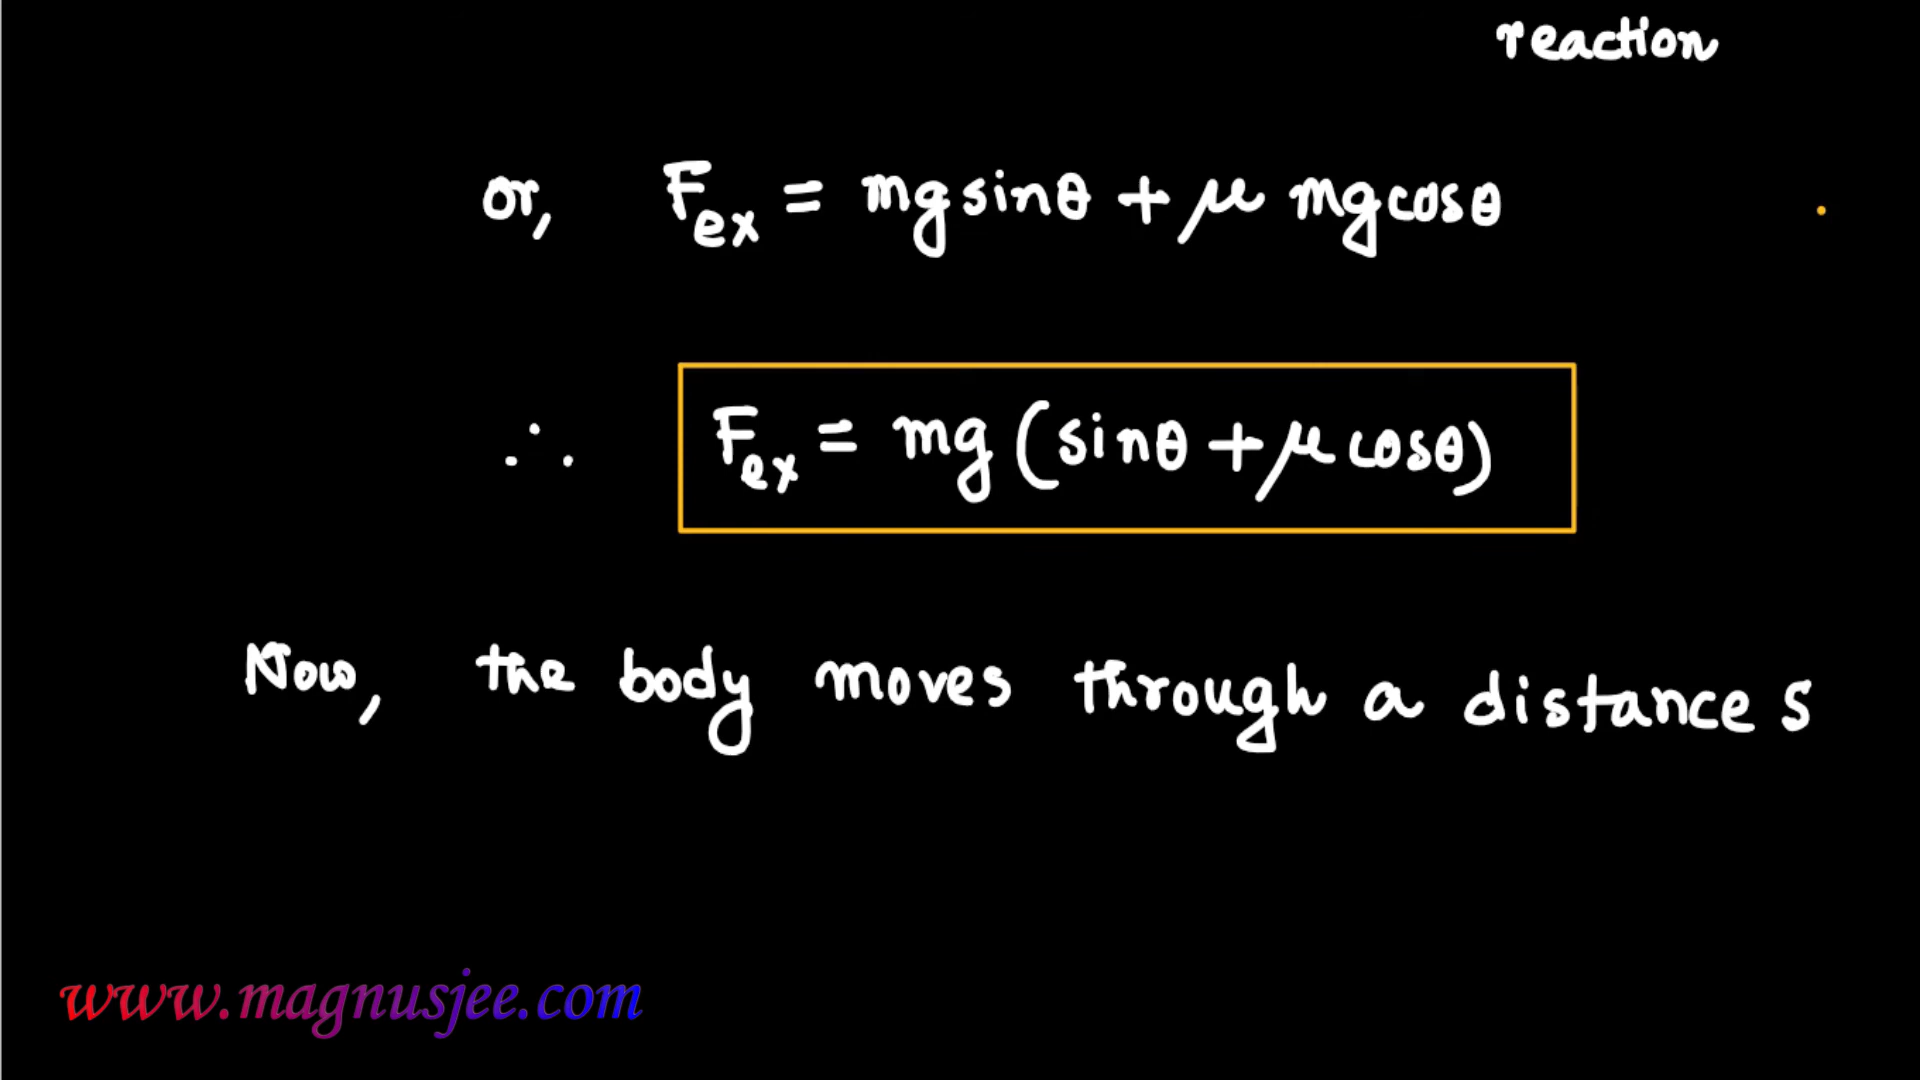 reaction
or, Fex = mg sinθ + μ mg cosθ
∴ Fex = mg (sinθ + μ cosθ)
Now, the body moves through a distance s
www.magnusjee.com